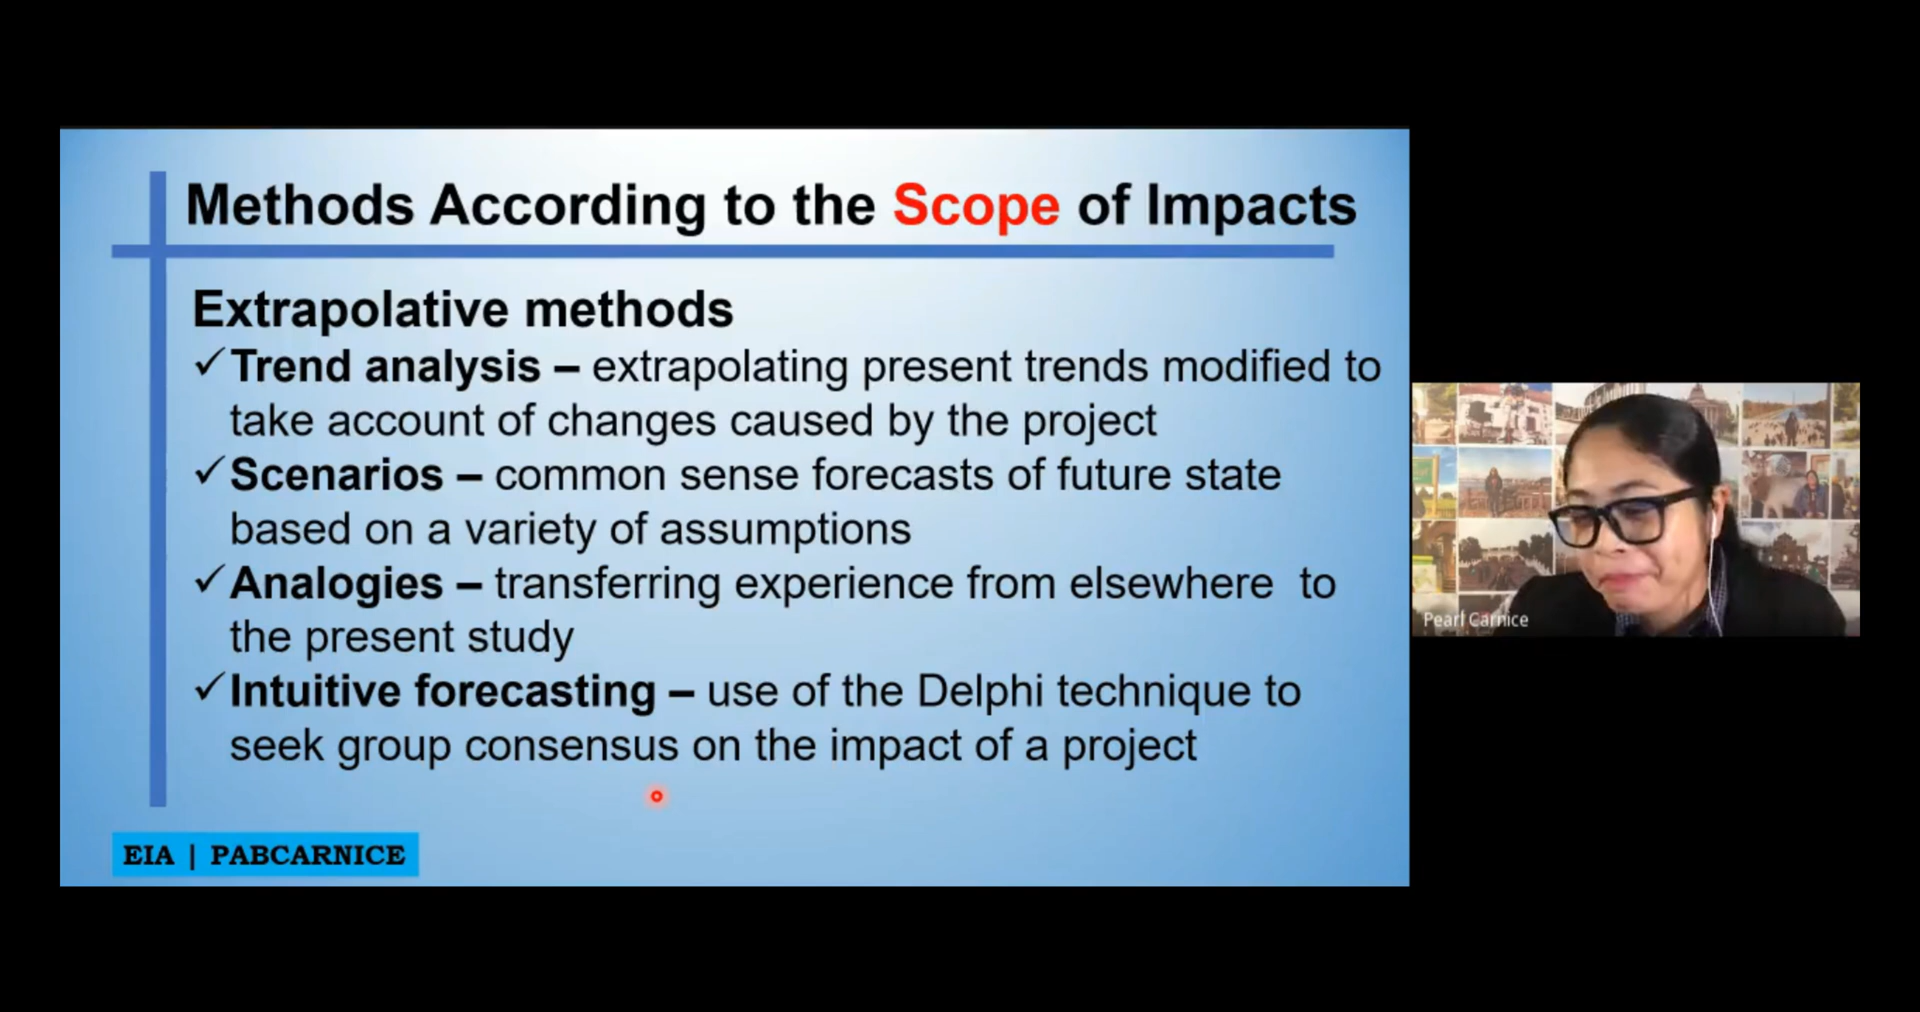 Methods According to the Scope of Impacts
Extrapolative methods
✓Trend analysis – extrapolating present trends modified to
take account of changes caused by the project
✓Scenarios – common sense forecasts of future state
based on a variety of assumptions
✓Analogies – transferring experience from elsewhere to
the present study
✓Intuitive forecasting – use of the Delphi technique to
seek group consensus on the impact of a project
EIA | PABCARNICE
Pearl Carnice